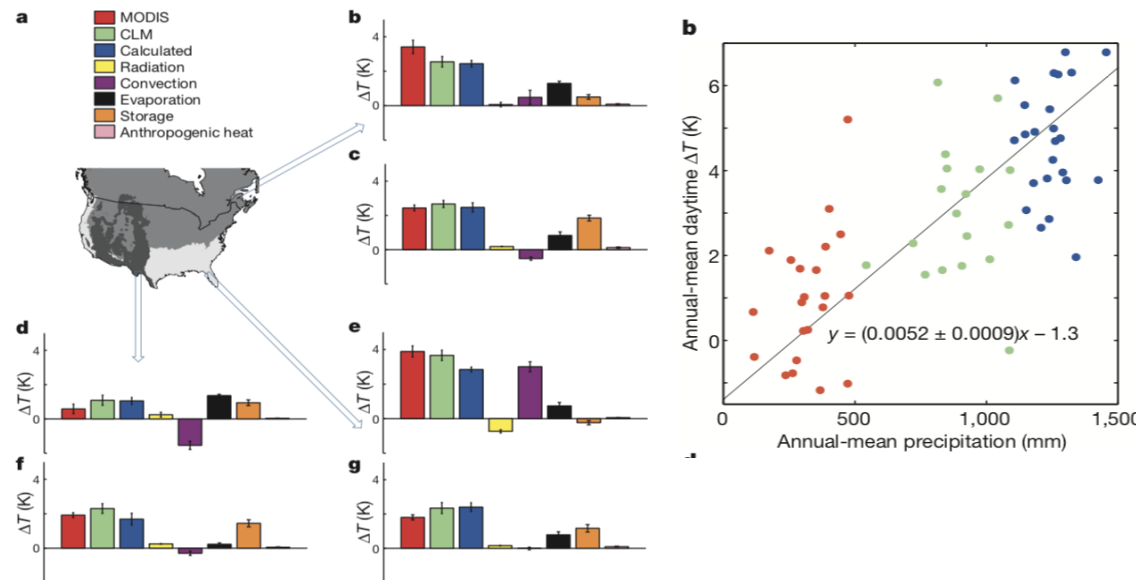 a
MODIS
CLM
Calculated
Radiation
Convection
Evaporation
Storage
Anthropogenic heat
b
4
ΔT (K)
0
c
4
ΔT (K)
0
d
4
ΔT (K)
0
e
4
ΔT (K)
0
f
4
ΔT (K)
0
g
4
ΔT (K)
0
b
6
4
2
0
Annual-mean daytime ΔT (K)
y = (0.0052 ± 0.0009)x – 1.3
0 500 1,000 1,500
Annual-mean precipitation (mm)